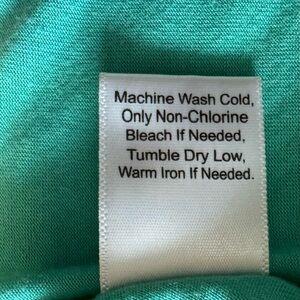 Machine Wash Cold,
Only Non-Chlorine
Bleach If Needed,
Tumble Dry Low,
Warm Iron If Needed.